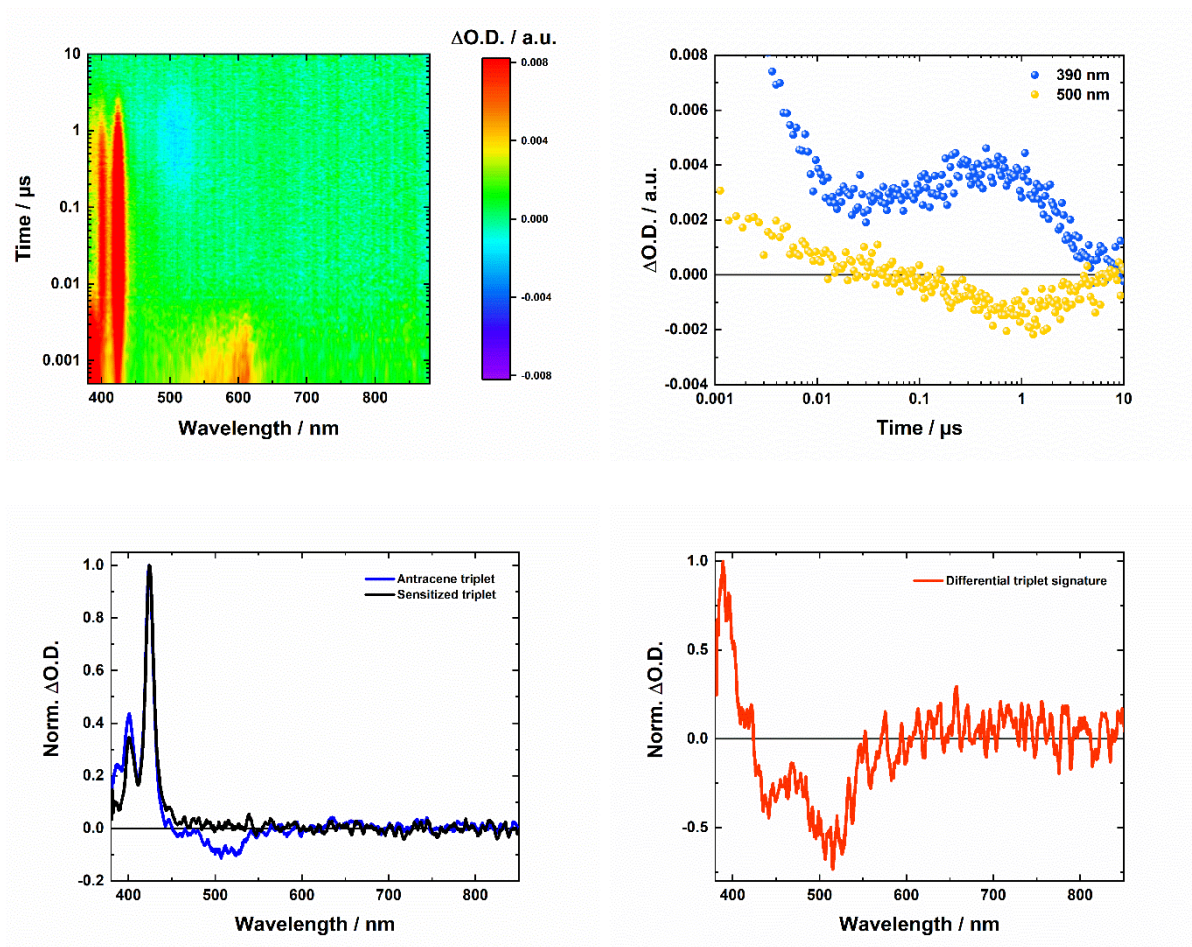 ΔO.D. / a.u.
10
1
0.1
0.01
0.001
Time / µs
400 500 600 700 800
Wavelength / nm
0.008
0.004
0.000
-0.004
-0.008
0.008
0.006
0.004
0.002
0.000
-0.002
-0.004
ΔO.D. / a.u.
390 nm
500 nm
0.001 0.01 0.1 1 10
Time / µs
1.0
0.8
0.6
0.4
0.2
0.0
-0.2
Norm. ΔO.D.
Antracene triplet
Sensitized triplet
400 500 600 700 800
Wavelength / nm
1.0
0.5
0.0
-0.5
Norm. ΔO.D.
Differential triplet signature
400 500 600 700 800
Wavelength / nm